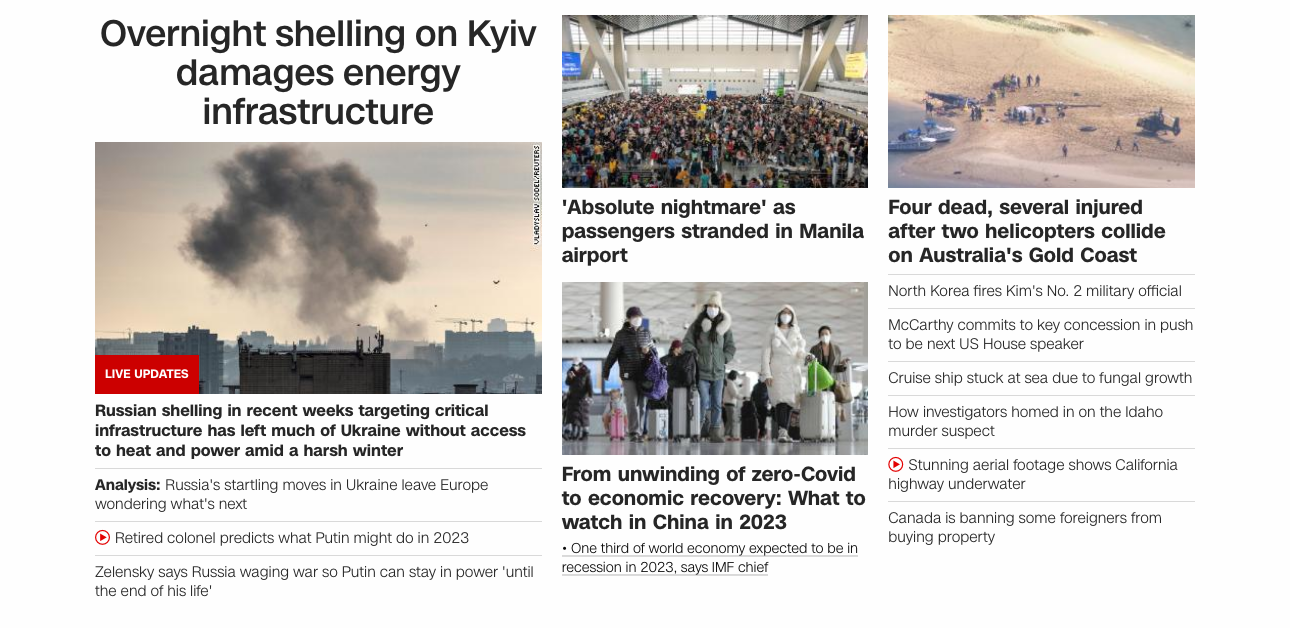 Overnight shelling on Kyiv
damages energy
infrastructure
VLADYSLAV SODEL/REUTERS
LIVE UPDATES
Russian shelling in recent weeks targeting critical
infrastructure has left much of Ukraine without access
to heat and power amid a harsh winter
Analysis: Russia's startling moves in Ukraine leave Europe
wondering what's next
Retired colonel predicts what Putin might do in 2023
Zelensky says Russia waging war so Putin can stay in power 'until
the end of his life'
'Absolute nightmare' as
passengers stranded in Manila
airport
From unwinding of zero-Covid
to economic recovery: What to
watch in China in 2023
• One third of world economy expected to be in
recession in 2023, says IMF chief
Four dead, several injured
after two helicopters collide
on Australia's Gold Coast
North Korea fires Kim's No. 2 military official
McCarthy commits to key concession in push
to be next US House speaker
Cruise ship stuck at sea due to fungal growth
How investigators homed in on the Idaho
murder suspect
Stunning aerial footage shows California
highway underwater
Canada is banning some foreigners from
buying property